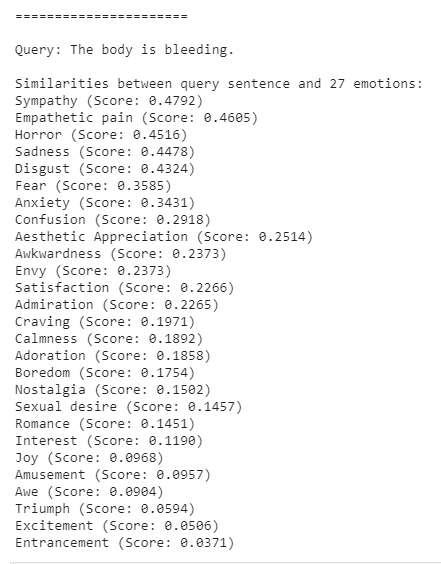 ======================
Query: The body is bleeding.
Similarities between query sentence and 27 emotions:
Sympathy (Score: 0.4792)
Empathetic pain (Score: 0.4605)
Horror (Score: 0.4516)
Sadness (Score: 0.4478)
Disgust (Score: 0.4324)
Fear (Score: 0.3585)
Anxiety (Score: 0.3431)
Confusion (Score: 0.2918)
Aesthetic Appreciation (Score: 0.2514)
Awkwardness (Score: 0.2373)
Envy (Score: 0.2373)
Satisfaction (Score: 0.2266)
Admiration (Score: 0.2265)
Craving (Score: 0.1971)
Calmness (Score: 0.1892)
Adoration (Score: 0.1858)
Boredom (Score: 0.1754)
Nostalgia (Score: 0.1502)
Sexual desire (Score: 0.1457)
Romance (Score: 0.1451)
Interest (Score: 0.1190)
Joy (Score: 0.0968)
Amusement (Score: 0.0957)
Awe (Score: 0.0904)
Triumph (Score: 0.0594)
Excitement (Score: 0.0506)
Entrancement (Score: 0.0371)